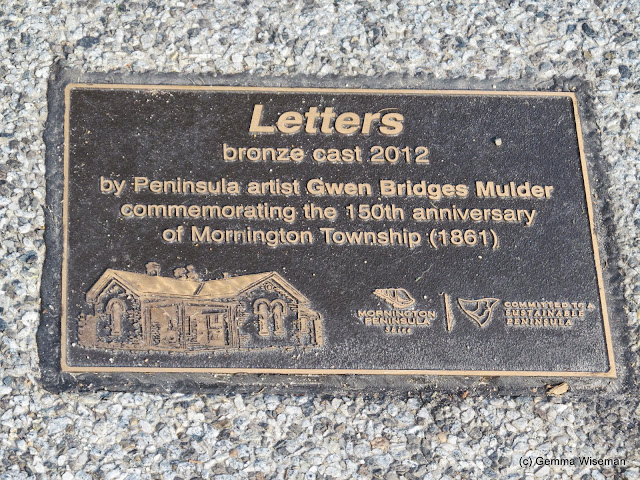 Letters
bronze cast 2012
by Peninsula artist Gwen Bridges Mulder
commemorating the 150th anniversary
of Mornington Township (1861)
MORNINGTON
PENINSULA
Shire
COMMITTED TO A
SUSTAINABLE
PENINSULA
(c) Gemma Wiseman